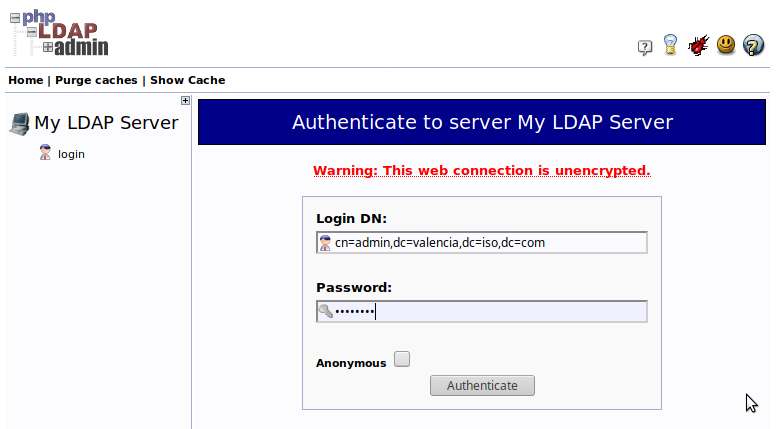 php
LDAP
admin
Home | Purge caches | Show Cache
My LDAP Server
login
Authenticate to server My LDAP Server
Warning: This web connection is unencrypted.
Login DN:
cn=admin,dc=valencia,dc=iso,dc=com
Password:
••••••••
Anonymous
Authenticate